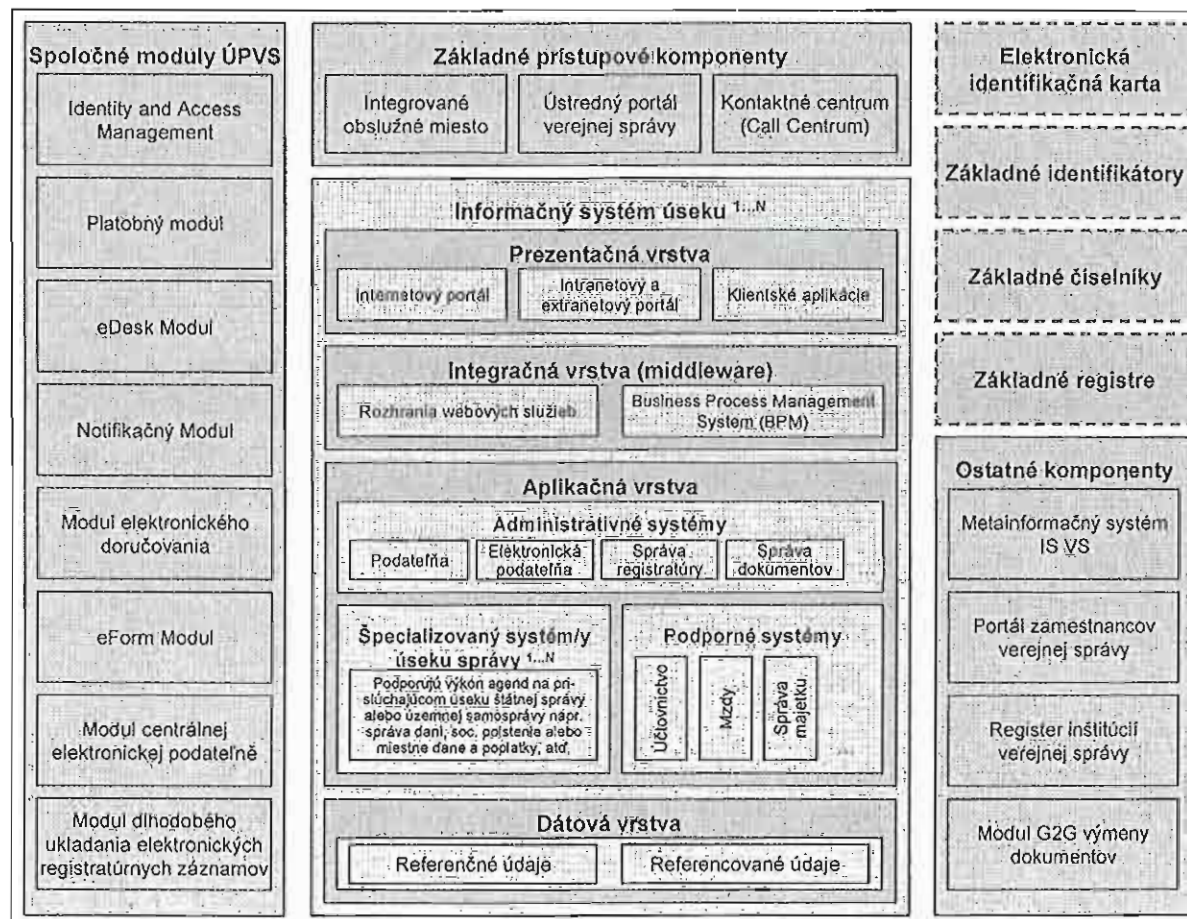 Spoločné moduly ÚPVS
Identity and Access
Management
Platobný modul
eDesk Modul
Notifikačný Modul
Modul elektronického
doručovania
eForm Modul
Modul centrálnej
elektronickej podateľně
Modul dlhodobého
ukladania elektronických
registratúrnych záznamov
Základné prístupové komponenty
Integrované
obslužné miesto
Ústredný portál
verejnej správy
Kontaktné centrum
(Call Centrum)
Informačný systém úseku 1...N
Prezentačná vrstva
Internetový portál
Intranetový a
extranetový portál
Klientské aplikácie
Integračná vrstva (middleware)
Rozhrania webových služieb
Business Process Management
System (BPM)
Aplikačná vrstva
Administratívne systémy
Podateľňa
Elektronická
podateľňa
Správa
registratúry
Správa
dokumentov
Špecializovaný systém/y
úseku správy 1...N
Podporujú výkon agend na pri-
slúchajúcom úseku štátnej správy
alebo územnej samosprávy napr.
správa daní, soc. poistenie alebo
miestne dane a poplatky, atď.
Podporné systémy
Účtovníctvo
Mzdy
Správa
majetku
Dátová vrstva
Referenčné údaje
Referencované údaje
Elektronická
identifikačná karta
Základné identifikátory
Základné číselníky
Základné registre
Ostatné komponenty
Metainformačný systém
IS VS
Portál zamestnancov
verejnej správy
Register inštitúcií
verejnej správy
Modul G2G výmeny
dokumentov